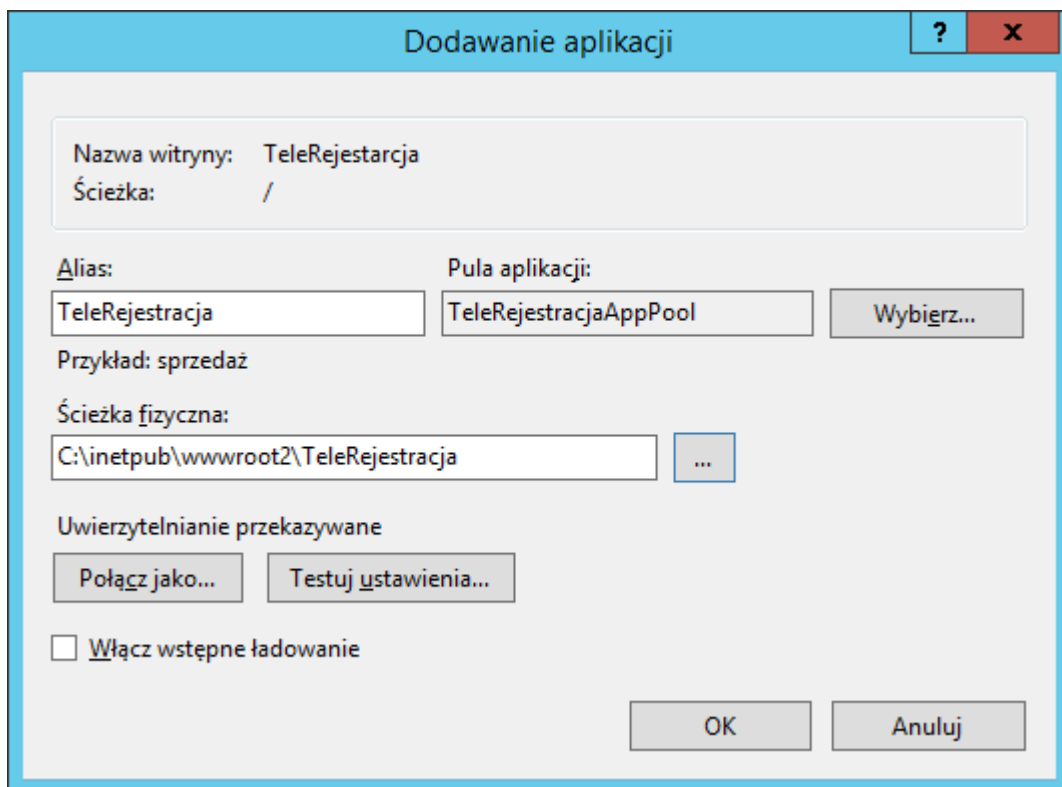 Dodawanie aplikacji
?
x
Nazwa witryny: TeleRejestarcja
Ścieżka: /
Alias: Pula aplikacji:
TeleRejestracja TeleRejestracjaAppPool Wybierz...
Przykład: sprzedaż
Ścieżka fizyczna:
C:\inetpub\wwwroot2\TeleRejestracja ...
Uwierzytelnianie przekazywane
Połącz jako... Testuj ustawienia...
Włącz wstępne ładowanie
OK Anuluj